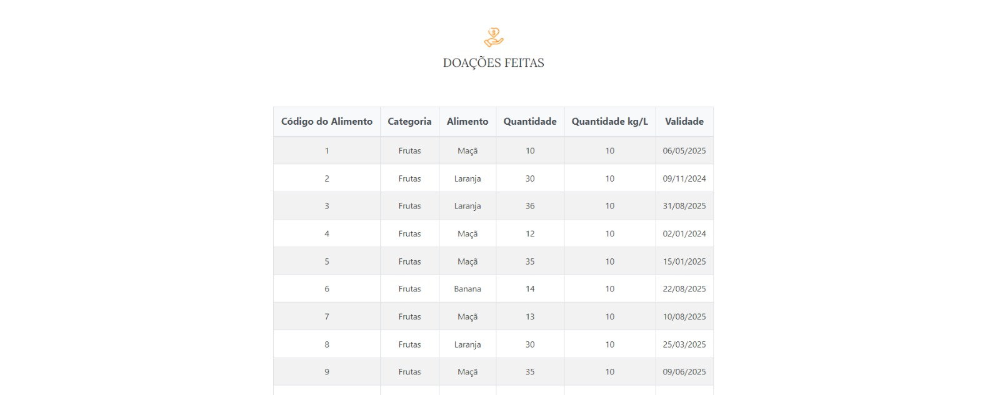 DOAÇÕES FEITAS
Código do Alimento Categoria Alimento Quantidade Quantidade kg/L Validade
1 Frutas Maçã 10 10 06/05/2025
2 Frutas Laranja 30 10 09/11/2024
3 Frutas Laranja 36 10 31/08/2025
4 Frutas Maçã 12 10 02/01/2024
5 Frutas Maçã 35 10 15/01/2025
6 Frutas Banana 14 10 22/08/2025
7 Frutas Maçã 13 10 10/08/2025
8 Frutas Laranja 30 10 25/03/2025
9 Frutas Maçã 35 10 09/06/2025